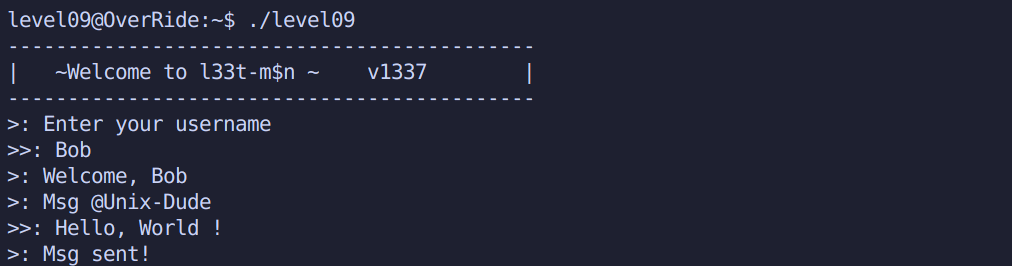 level09@OverRide:~$ ./level09
--------------------------------------------
|   ~Welcome to l33t-m$n ~    v1337        |
--------------------------------------------
>: Enter your username
>>: Bob
>: Welcome, Bob
>: Msg @Unix-Dude
>>: Hello, World !
>: Msg sent!